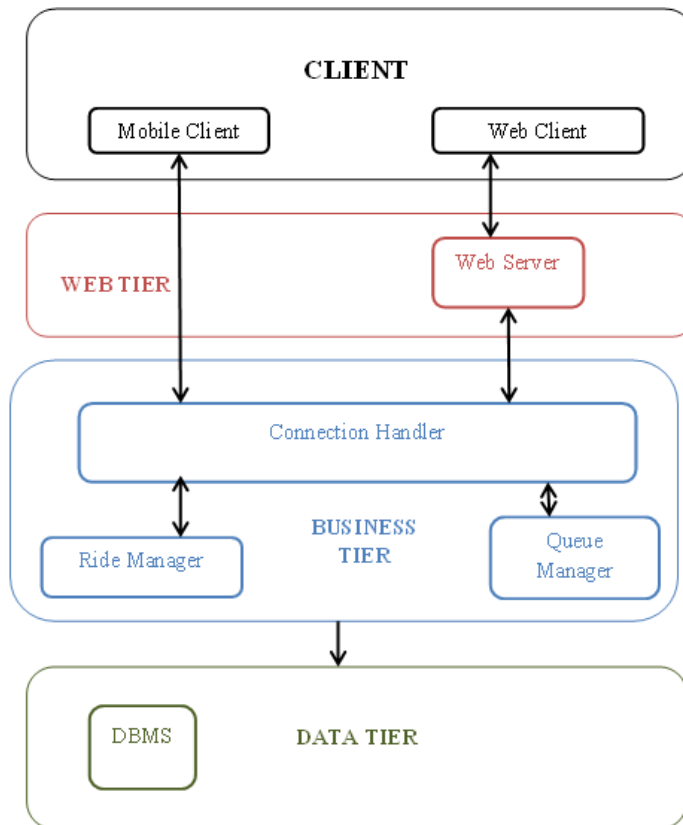 CLIENT
Mobile Client
Web Client
Web Server
WEB TIER
Connection Handler
BUSINESS
TIER
Ride Manager
Queue
Manager
DBMS
DATA TIER